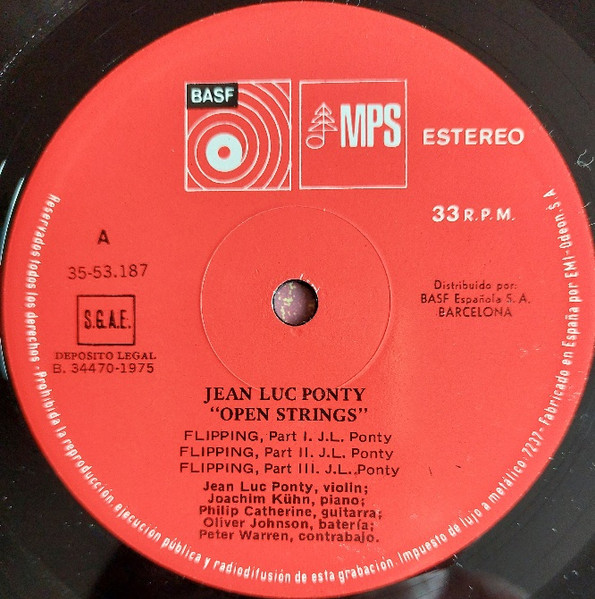 BASF
MPS
ESTEREO
33 R.P.M.
A
35-53.187
S.G.A.E.
DEPOSITO LEGAL
B. 34470-1975
Distribuido por:
BASF Española S. A.
BARCELONA
JEAN LUC PONTY
"OPEN STRINGS"
FLIPPING, Part I. J.L. Ponty
FLIPPING, Part II. J.L. Ponty
FLIPPING, Part III. J.L. Ponty
Jean Luc Ponty, violin;
Joachim Kühn, piano;
Philip Catherine, guitarra;
Oliver Johnson, batería;
Peter Warren, contrabajo.
Reservados todos los derechos - Prohibida la reproducción, ejecución pública y radiodifusión de esta grabación. Impuesto de lujo a metálico: 7237 - Fabricado en España por EMI-Odeon, S. A.